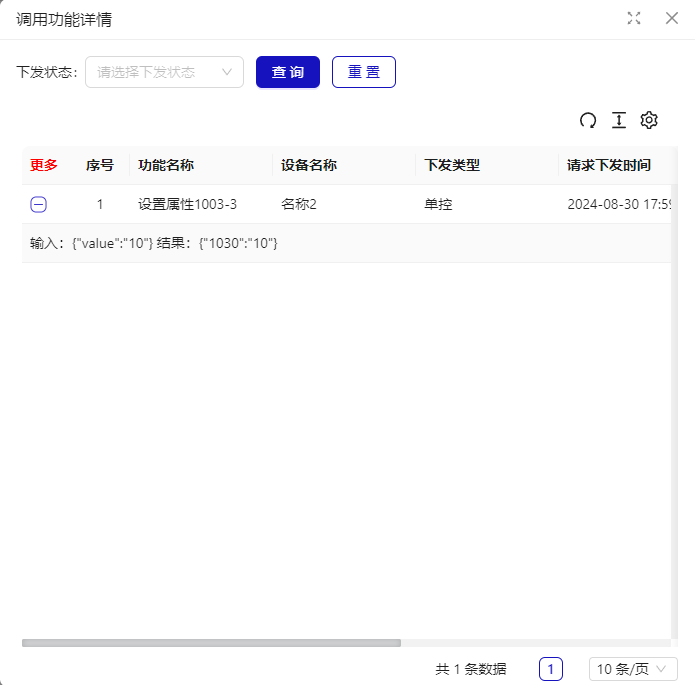 调用功能详情
下发状态： 请选择下发状态 查 询 重 置
更多 序号 功能名称 设备名称 下发类型 请求下发时间
1 设置属性1003-3 名称2 单控 2024-08-30 17:59
输入：{"value":"10"} 结果：{"1030":"10"}
共 1 条数据 1 10 条/页